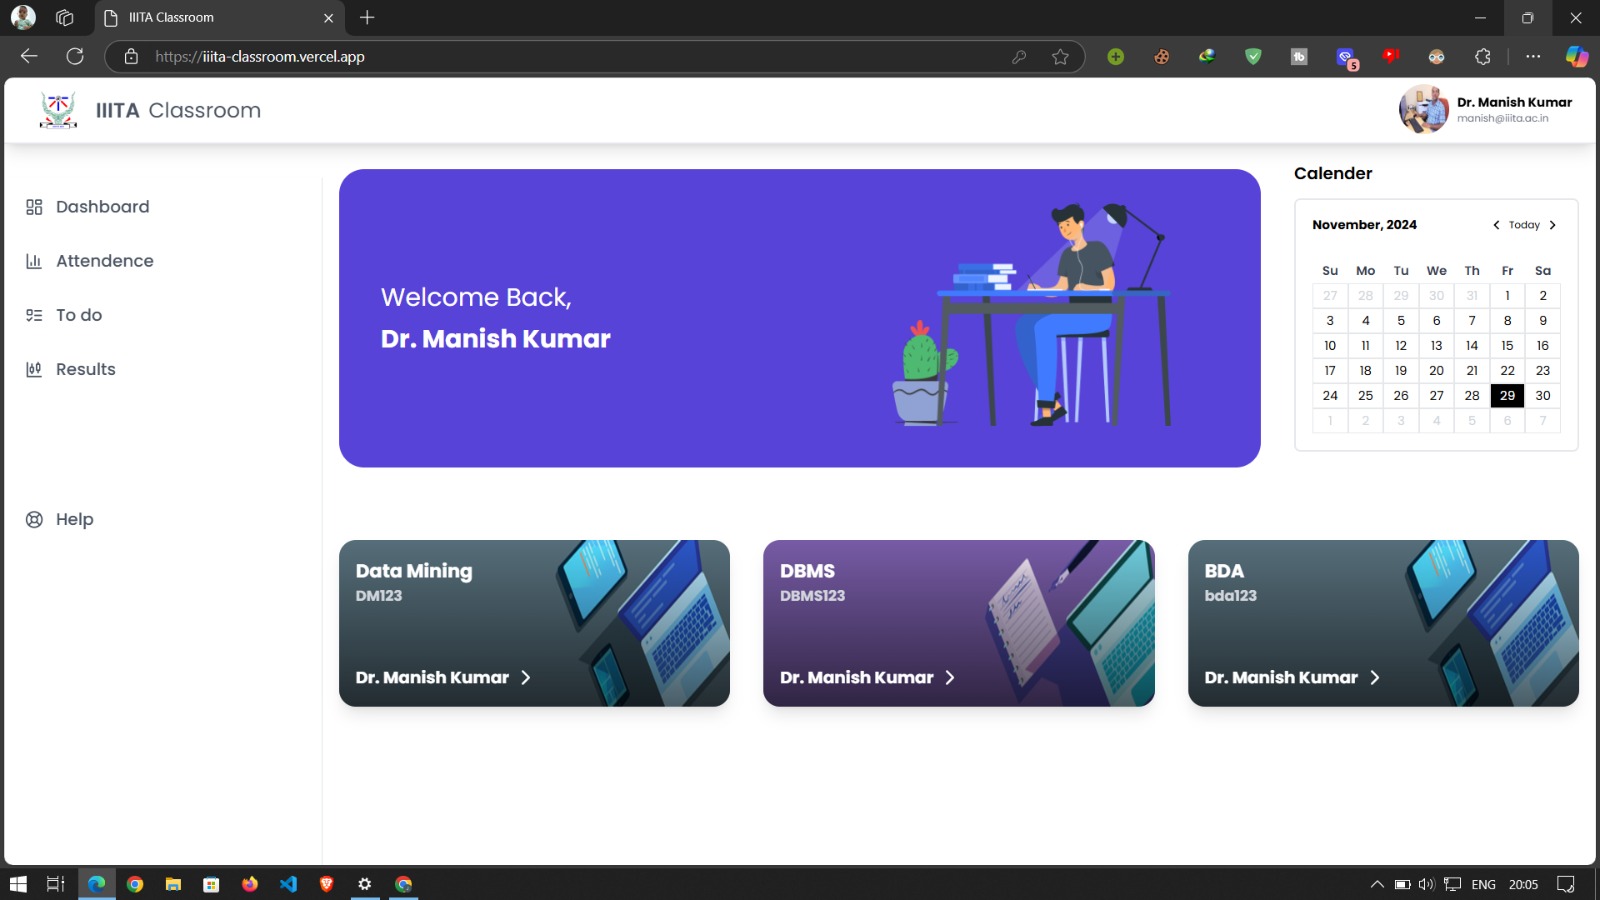 IIITA Classroom
https://iiita-classroom.vercel.app
5
IIITA Classroom
Dr. Manish Kumar
manish@iiita.ac.in
Dashboard
Attendence
To do
Results
Help
Welcome Back,
Dr. Manish Kumar
Calender
November, 2024
Today
Su Mo Tu We Th Fr Sa
27 28 29 30 31 1 2
3 4 5 6 7 8 9
10 11 12 13 14 15 16
17 18 19 20 21 22 23
24 25 26 27 28 29 30
1 2 3 4 5 6 7
Data Mining
DM123
Dr. Manish Kumar
DBMS
DBMS123
Dr. Manish Kumar
BDA
bda123
Dr. Manish Kumar
ENG 20:05